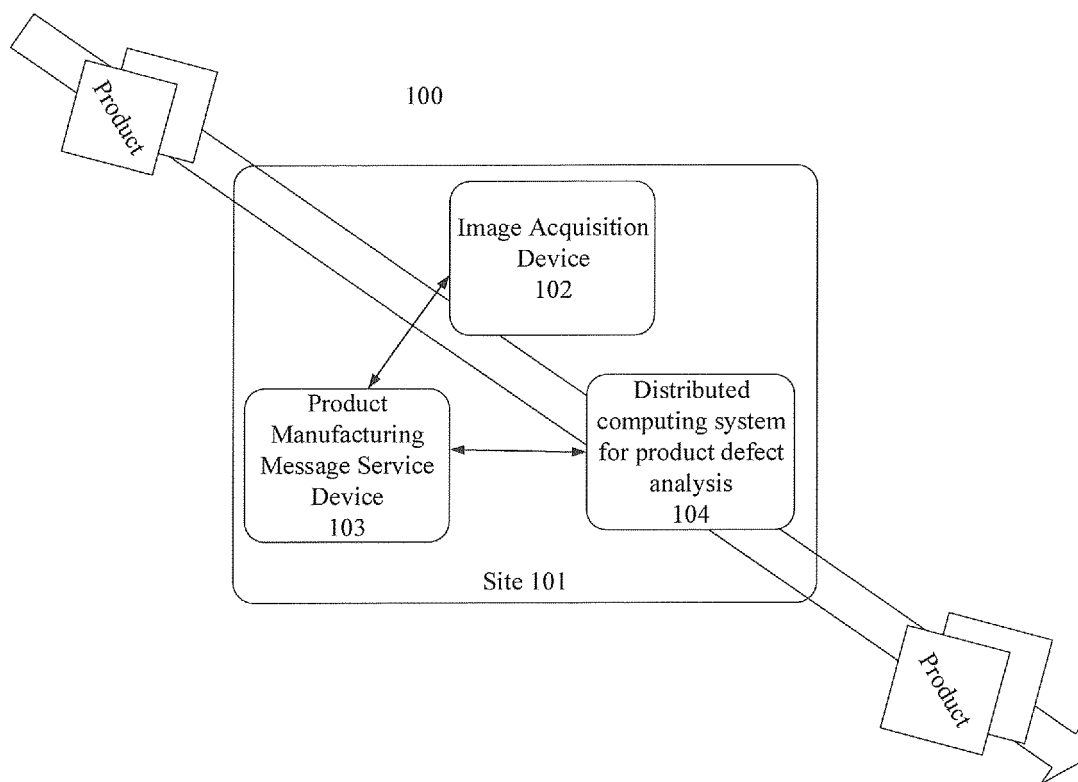 Product
100
Image Acquisition
Device
102
Product
Manufacturing
Message Service
Device
103
Distributed
computing system
for product defect
analysis
104
Site 101
Product